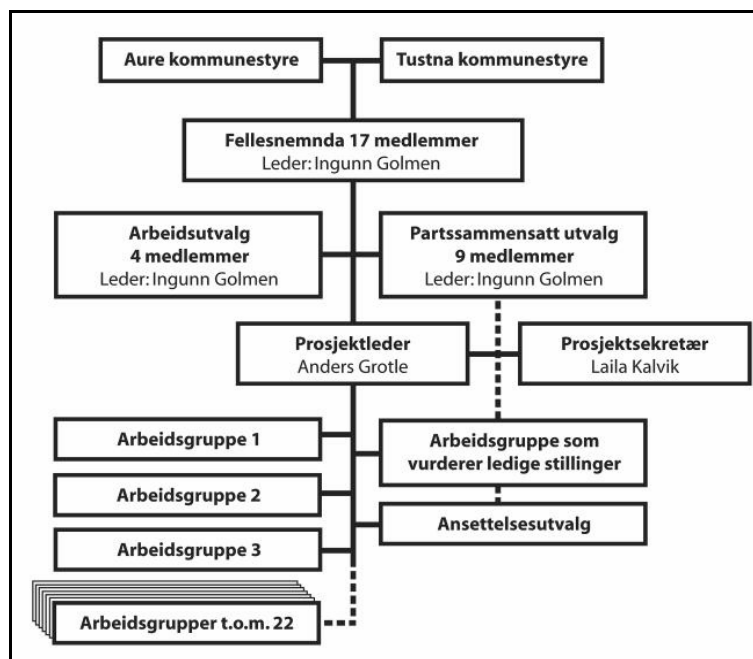 Aure kommunestyre
Tustna kommunestyre
Fellesnemnda 17 medlemmer
Leder: Ingunn Golmen
Arbeidsutvalg
4 medlemmer
Leder: Ingunn Golmen
Partssammensatt utvalg
9 medlemmer
Leder: Ingunn Golmen
Prosjektleder
Anders Grotle
Prosjektsekretær
Laila Kalvik
Arbeidsgruppe 1
Arbeidsgruppe som
vurderer ledige stillinger
Arbeidsgruppe 2
Ansettelsesutvalg
Arbeidsgruppe 3
Arbeidsgrupper t.o.m. 22